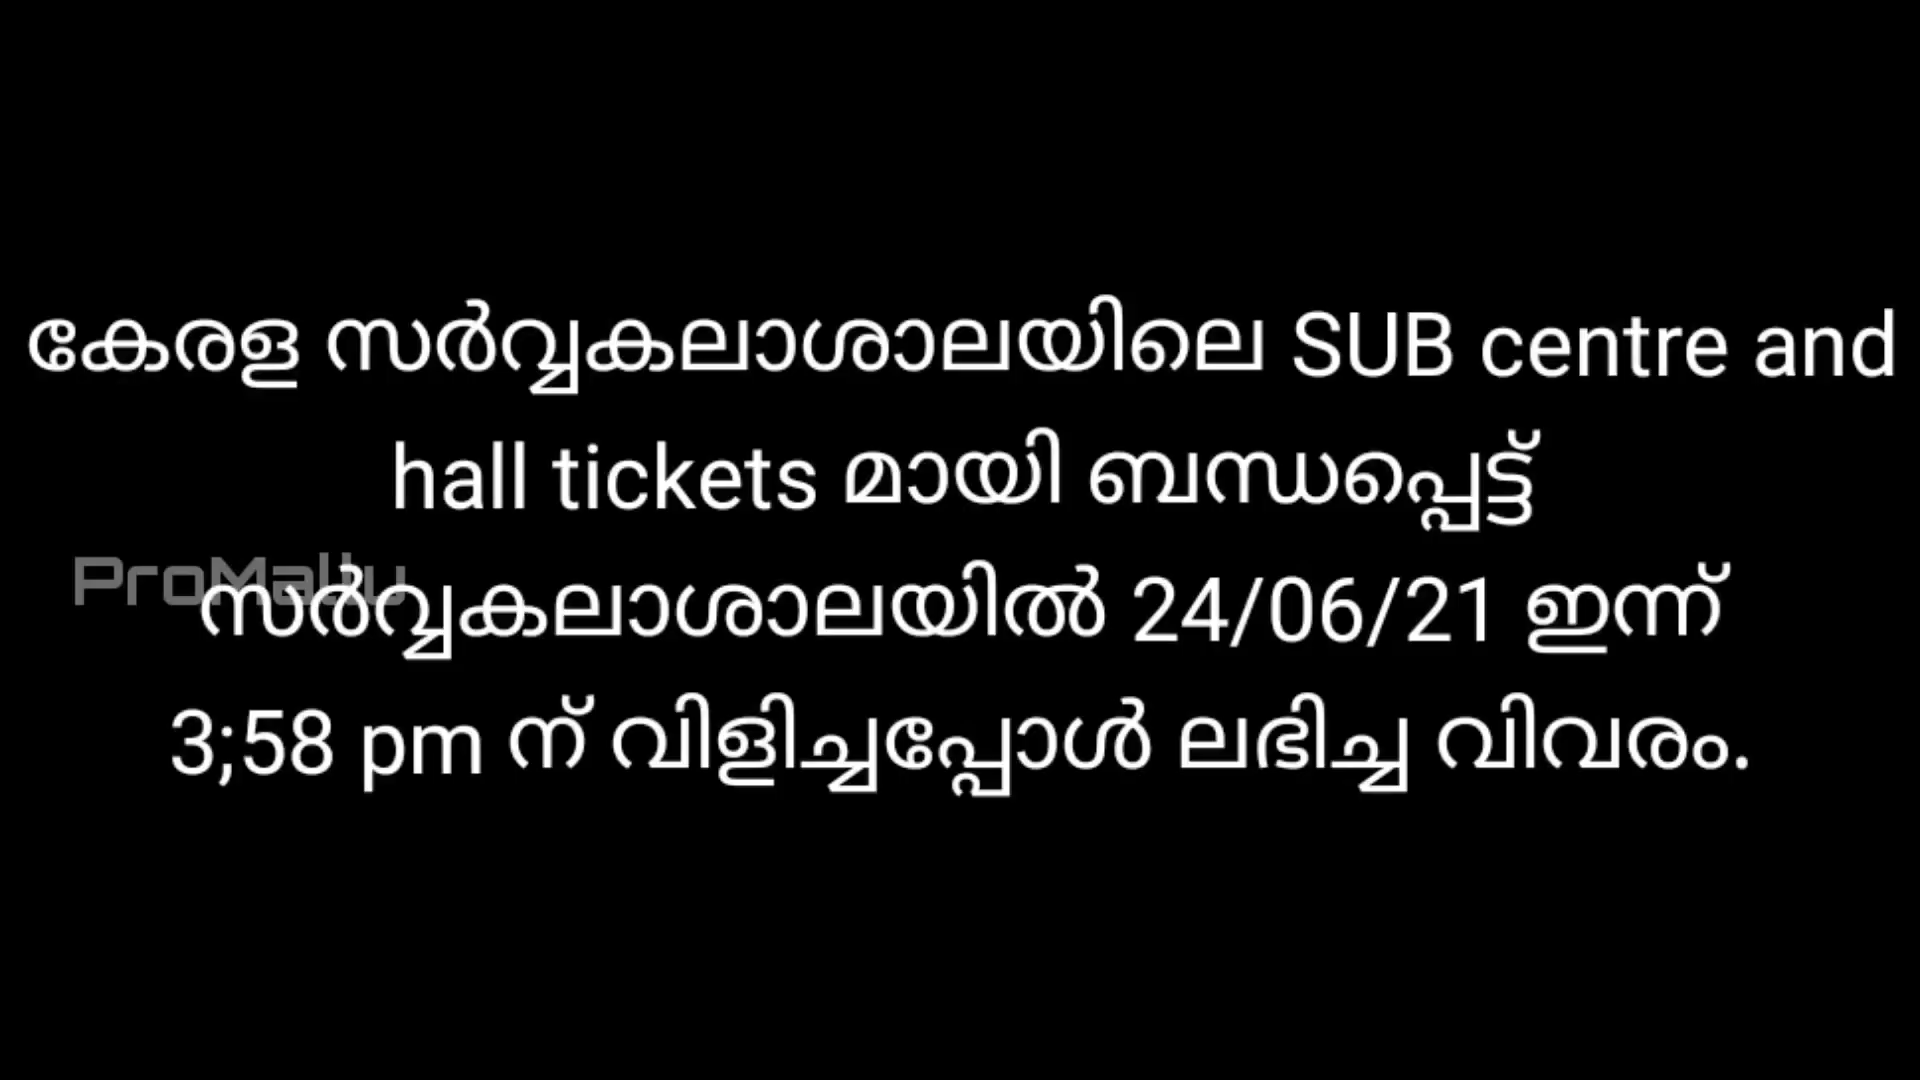 കേരള സർവ്വകലാശാലയിലെ SUB centre and
hall tickets മായി ബന്ധപ്പെട്ട്
ProMallu
സർവ്വകലാശാലയിൽ 24/06/21 ഇന്ന്
3;58 pm ന് വിളിച്ചപ്പോൾ ലഭിച്ച വിവരം.